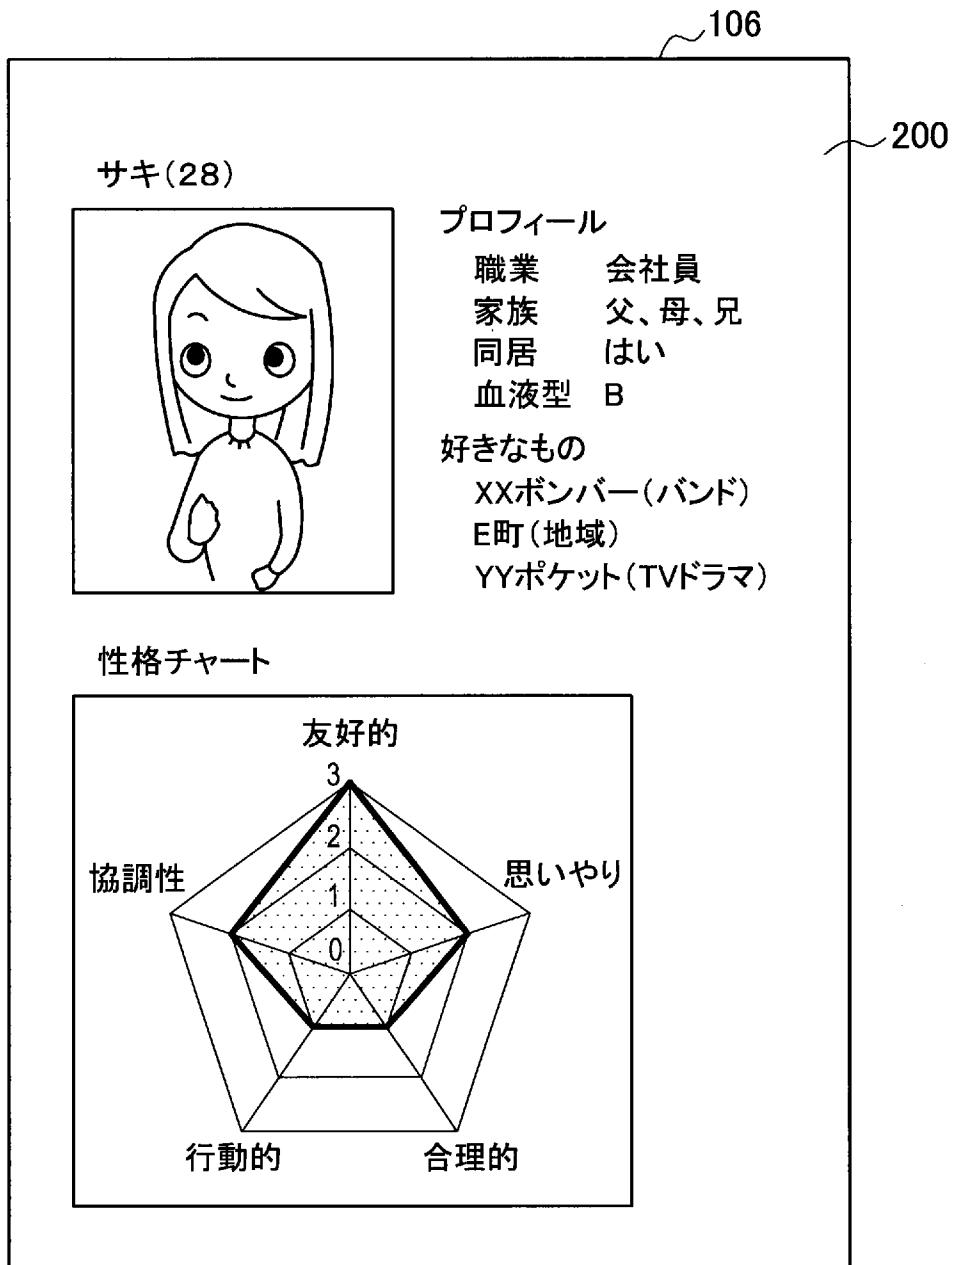 106
200
サキ(28)
プロフィール
職業 会社員
家族 父、母、兄
同居 はい
血液型 B
好きなもの
XXボンバー(バンド)
E町(地域)
YYポケット(TVドラマ)
性格チャート
友好的
3
2
1
0
協調性
思いやり
行動的
合理的